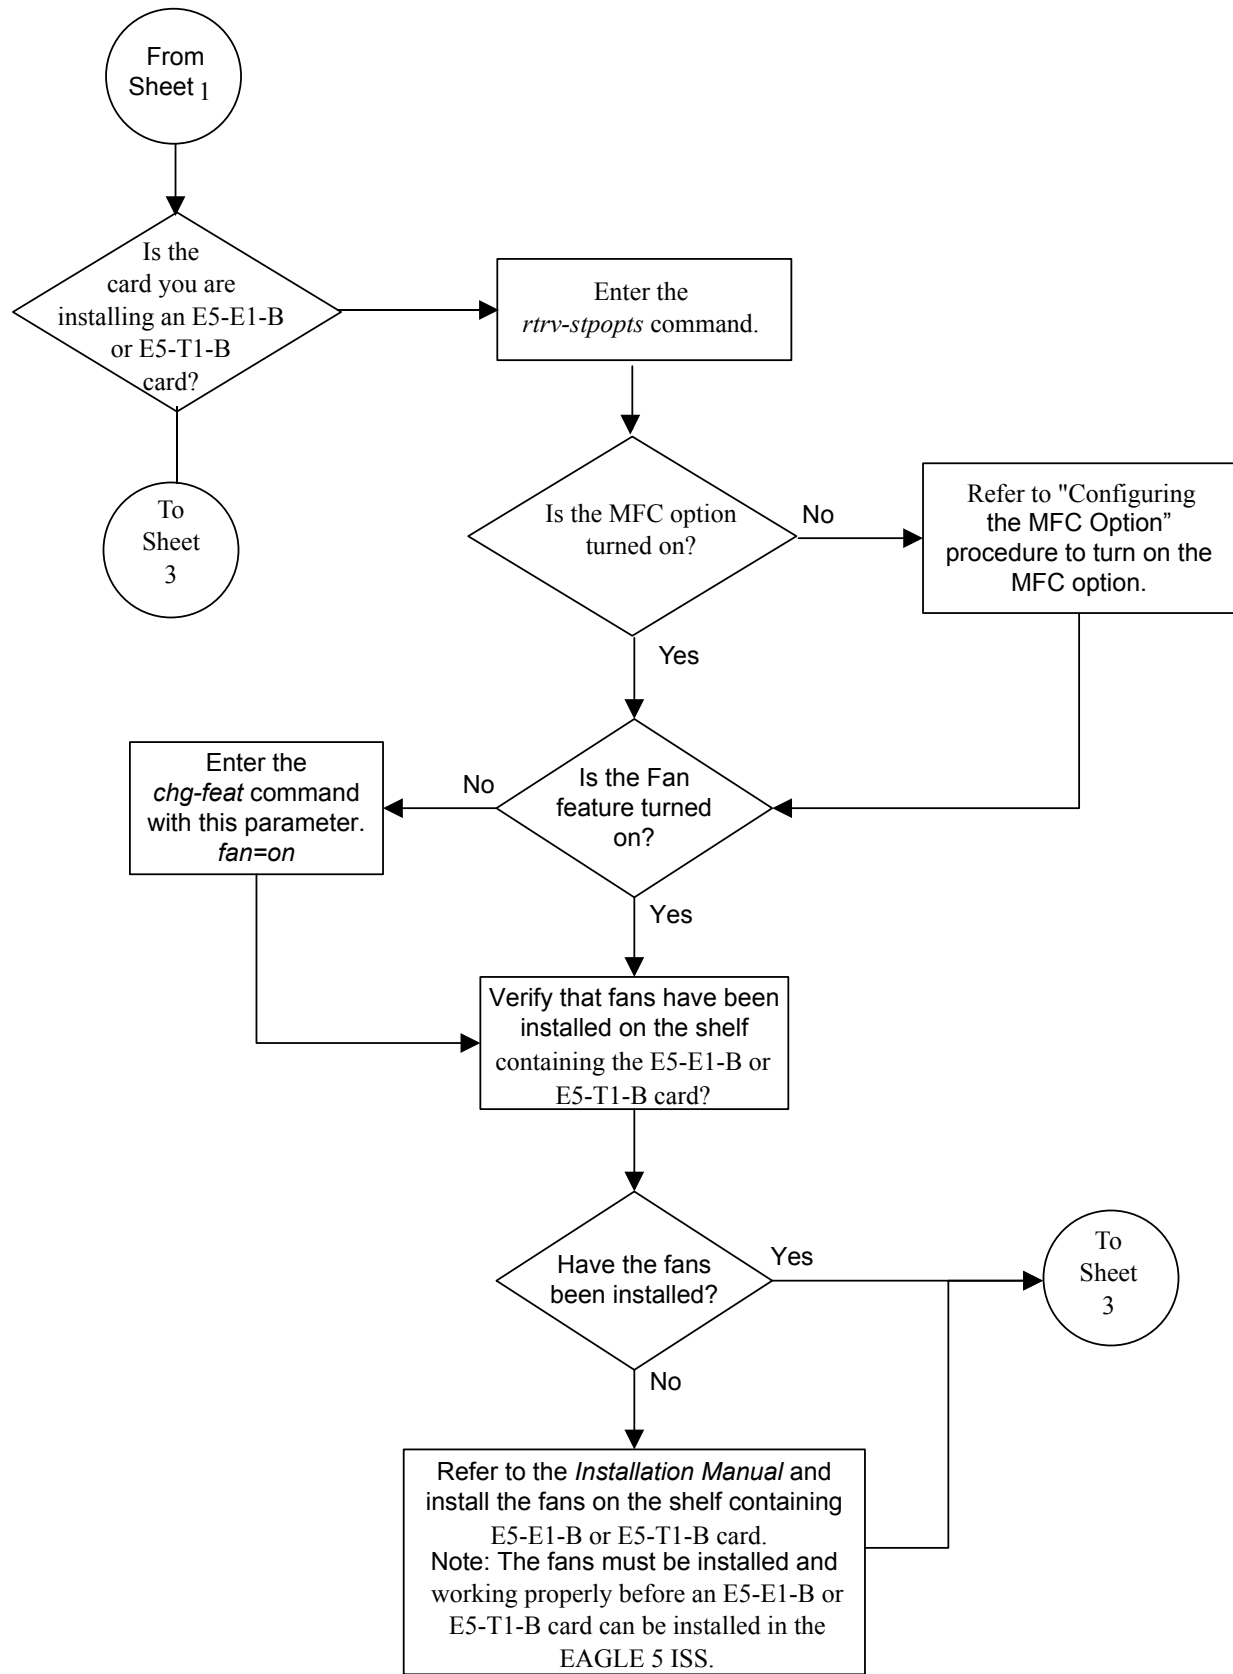 From
Sheet 1
Is the
card you are
installing an E5-E1-B
or E5-T1-B
card?
To
Sheet
3
Enter the
rtrv-stpopts command.
Is the MFC option
turned on?
No
Refer to "Configuring
the MFC Option”
procedure to turn on the
MFC option.
Yes
Is the Fan
feature turned
on?
No
Enter the
chg-feat command
with this parameter.
fan=on
Yes
Verify that fans have been
installed on the shelf
containing the E5-E1-B or
E5-T1-B card?
Have the fans
been installed?
Yes
To
Sheet
3
No
Refer to the Installation Manual and
install the fans on the shelf containing
E5-E1-B or E5-T1-B card.
Note: The fans must be installed and
working properly before an E5-E1-B or
E5-T1-B card can be installed in the
EAGLE 5 ISS.